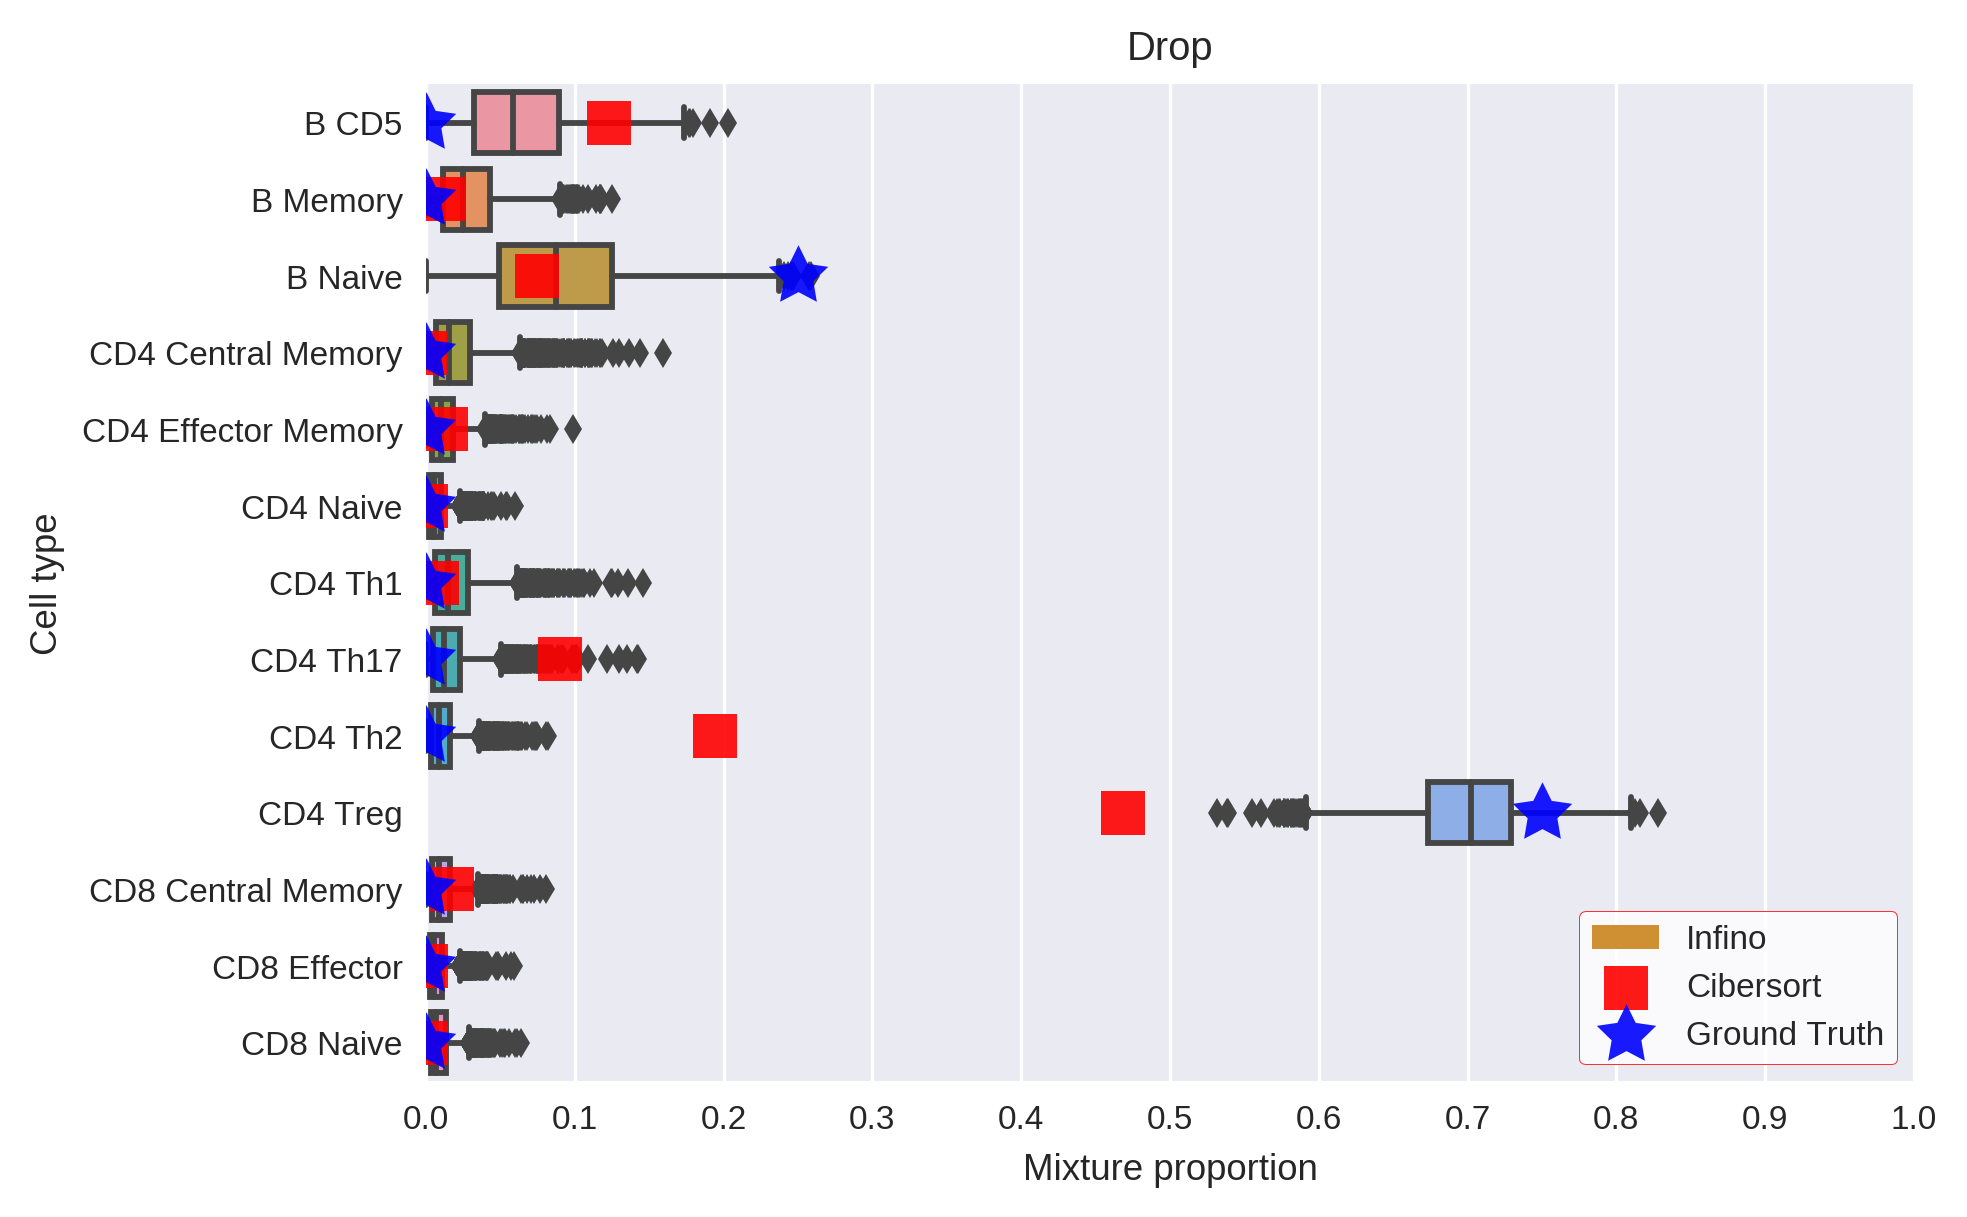 Drop
Cell type
B CD5
B Memory
B Naive
CD4 Central Memory
CD4 Effector Memory
CD4 Naive
CD4 Th1
CD4 Th17
CD4 Th2
CD4 Treg
CD8 Central Memory
CD8 Effector
CD8 Naive
Infino
Cibersort
Ground Truth
0.0 0.1 0.2 0.3 0.4 0.5 0.6 0.7 0.8 0.9 1.0
Mixture proportion